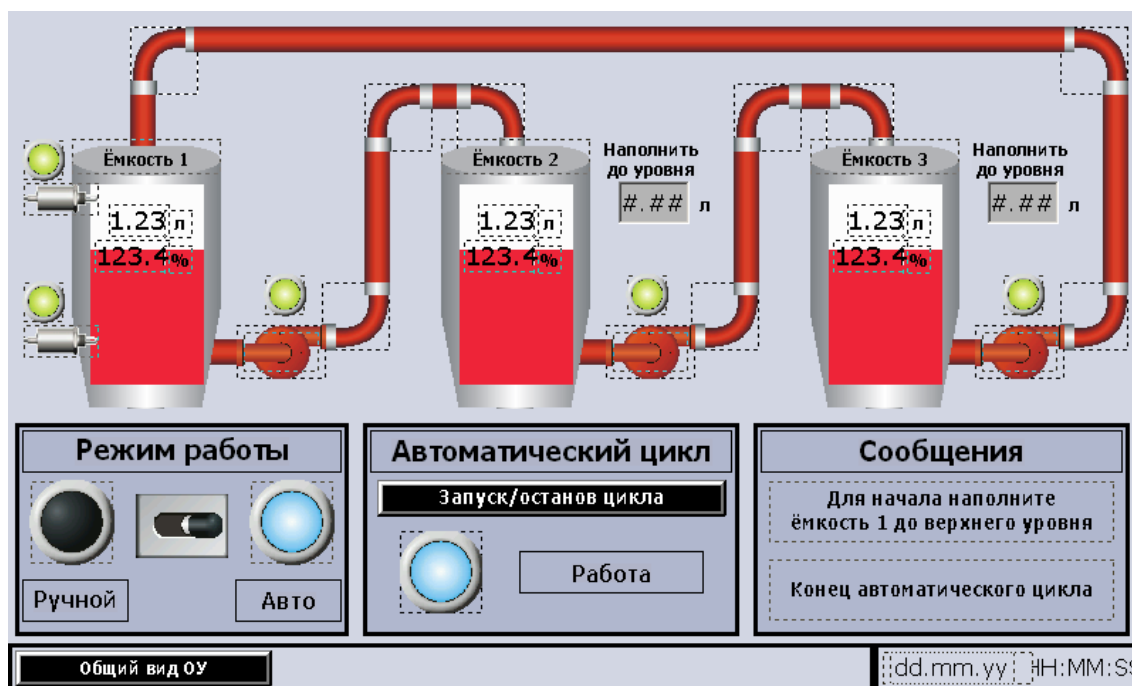 Ёмкость 1
Ёмкость 2
Наполнить
до уровня
#.## л
Ёмкость 3
Наполнить
до уровня
#.## л
1.23 л
123.4 %
1.23 л
123.4 %
1.23 л
123.4 %
Режим работы
Ручной
Авто
Автоматический цикл
Запуск/останов цикла
Работа
Сообщения
Для начала наполните
ёмкость 1 до верхнего уровня
Конец автоматического цикла
Общий вид ОУ
dd.mm.yy HH:MM:SS